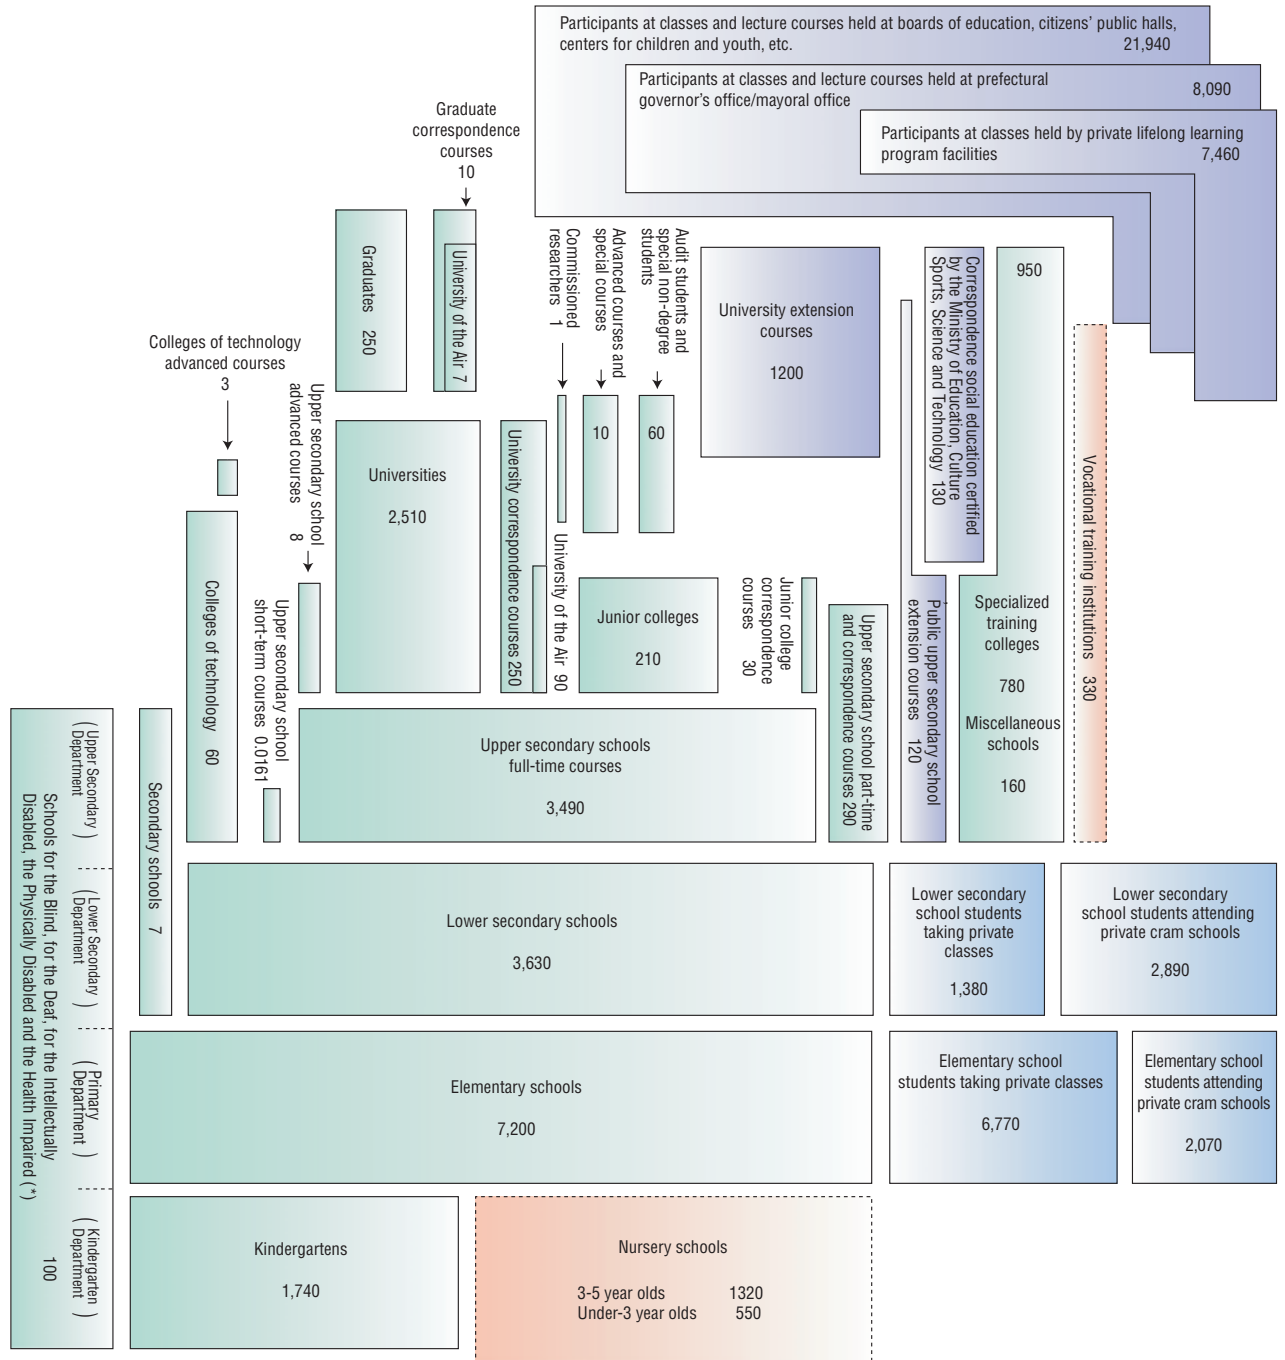 Participants at classes and lecture courses held at boards of education, citizens' public halls,
centers for children and youth, etc.
21,940
Participants at classes and lecture courses held at prefectural
governor's office/mayoral office
8,090
Participants at classes held by private lifelong learning
program facilities
7,460
Graduate
correspondence
courses
10
Graduates 250
University of the Air 7
Commissioned
researchers 1
Advanced courses and
special courses
10
Audit students and
special non-degree
students
60
University extension
courses
1200
Correspondence social education certified
by the Ministry of Education, Culture
Sports, Science and Technology 130
950
Colleges of technology
advanced courses
3
Upper secondary school
advanced courses 8
Universities
2,510
University correspondence courses 250
University of the Air 90
Vocational training institutions 330
Colleges of technology 60
Upper secondary school
short-term courses 0.0161
Junior colleges
210
Junior college
correspondence
courses 30
Upper secondary school part-time
and correspondence courses 290
Public upper secondary school
extension courses 120
Specialized
training
colleges
780
Miscellaneous
schools
160
Upper secondary schools
full-time courses
3,490
(Upper Secondary
Department)
(Lower Secondary
Department)
(Primary
Department)
(Kindergarten
Department)
Schools for the Blind, for the Deaf, for the Intellectually
Disabled, the Physically Disabled and the Health Impaired (*)
100
Secondary schools 7
Lower secondary schools
3,630
Lower secondary
school students
taking private
classes
1,380
Lower secondary
school students attending
private cram schools
2,890
Elementary schools
7,200
Elementary school
students taking private classes
6,770
Elementary school
students attending
private cram schools
2,070
Kindergartens
1,740
Nursery schools
3-5 year olds 1320
Under-3 year olds 550